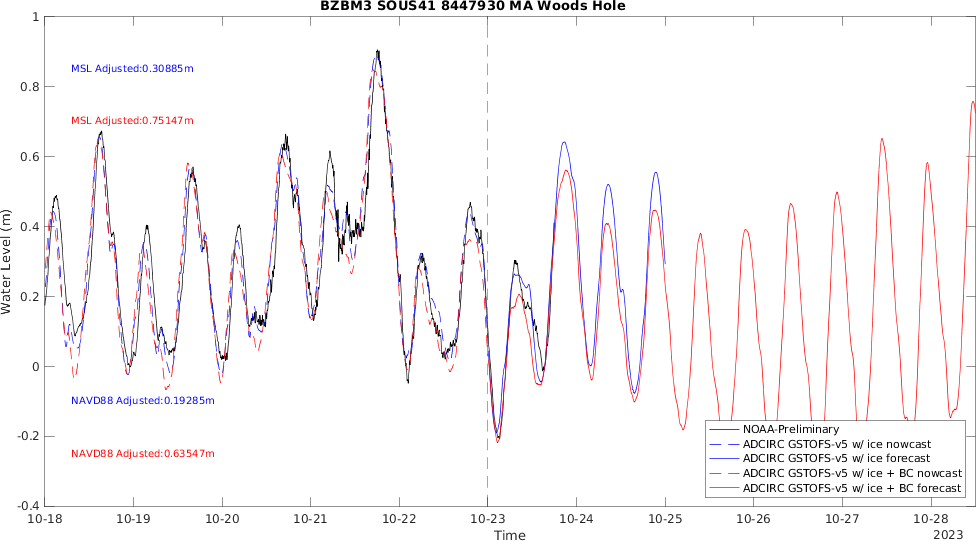 BZBM3 SOUS41 8447930 MA Woods Hole
1
0.8
0.6
0.4
0.2
0
-0.2
-0.4
Water Level (m)
MSL Adjusted:0.30885m
MSL Adjusted:0.75147m
NAVD88 Adjusted:0.19285m
NAVD88 Adjusted:0.63547m
NOAA-Preliminary
ADCIRC GSTOFS-v5 w/ ice nowcast
ADCIRC GSTOFS-v5 w/ ice forecast
ADCIRC GSTOFS-v5 w/ ice + BC nowcast
ADCIRC GSTOFS-v5 w/ ice + BC forecast
10-18 10-19 10-20 10-21 10-22 10-23 10-24 10-25 10-26 10-27 10-28
Time
2023